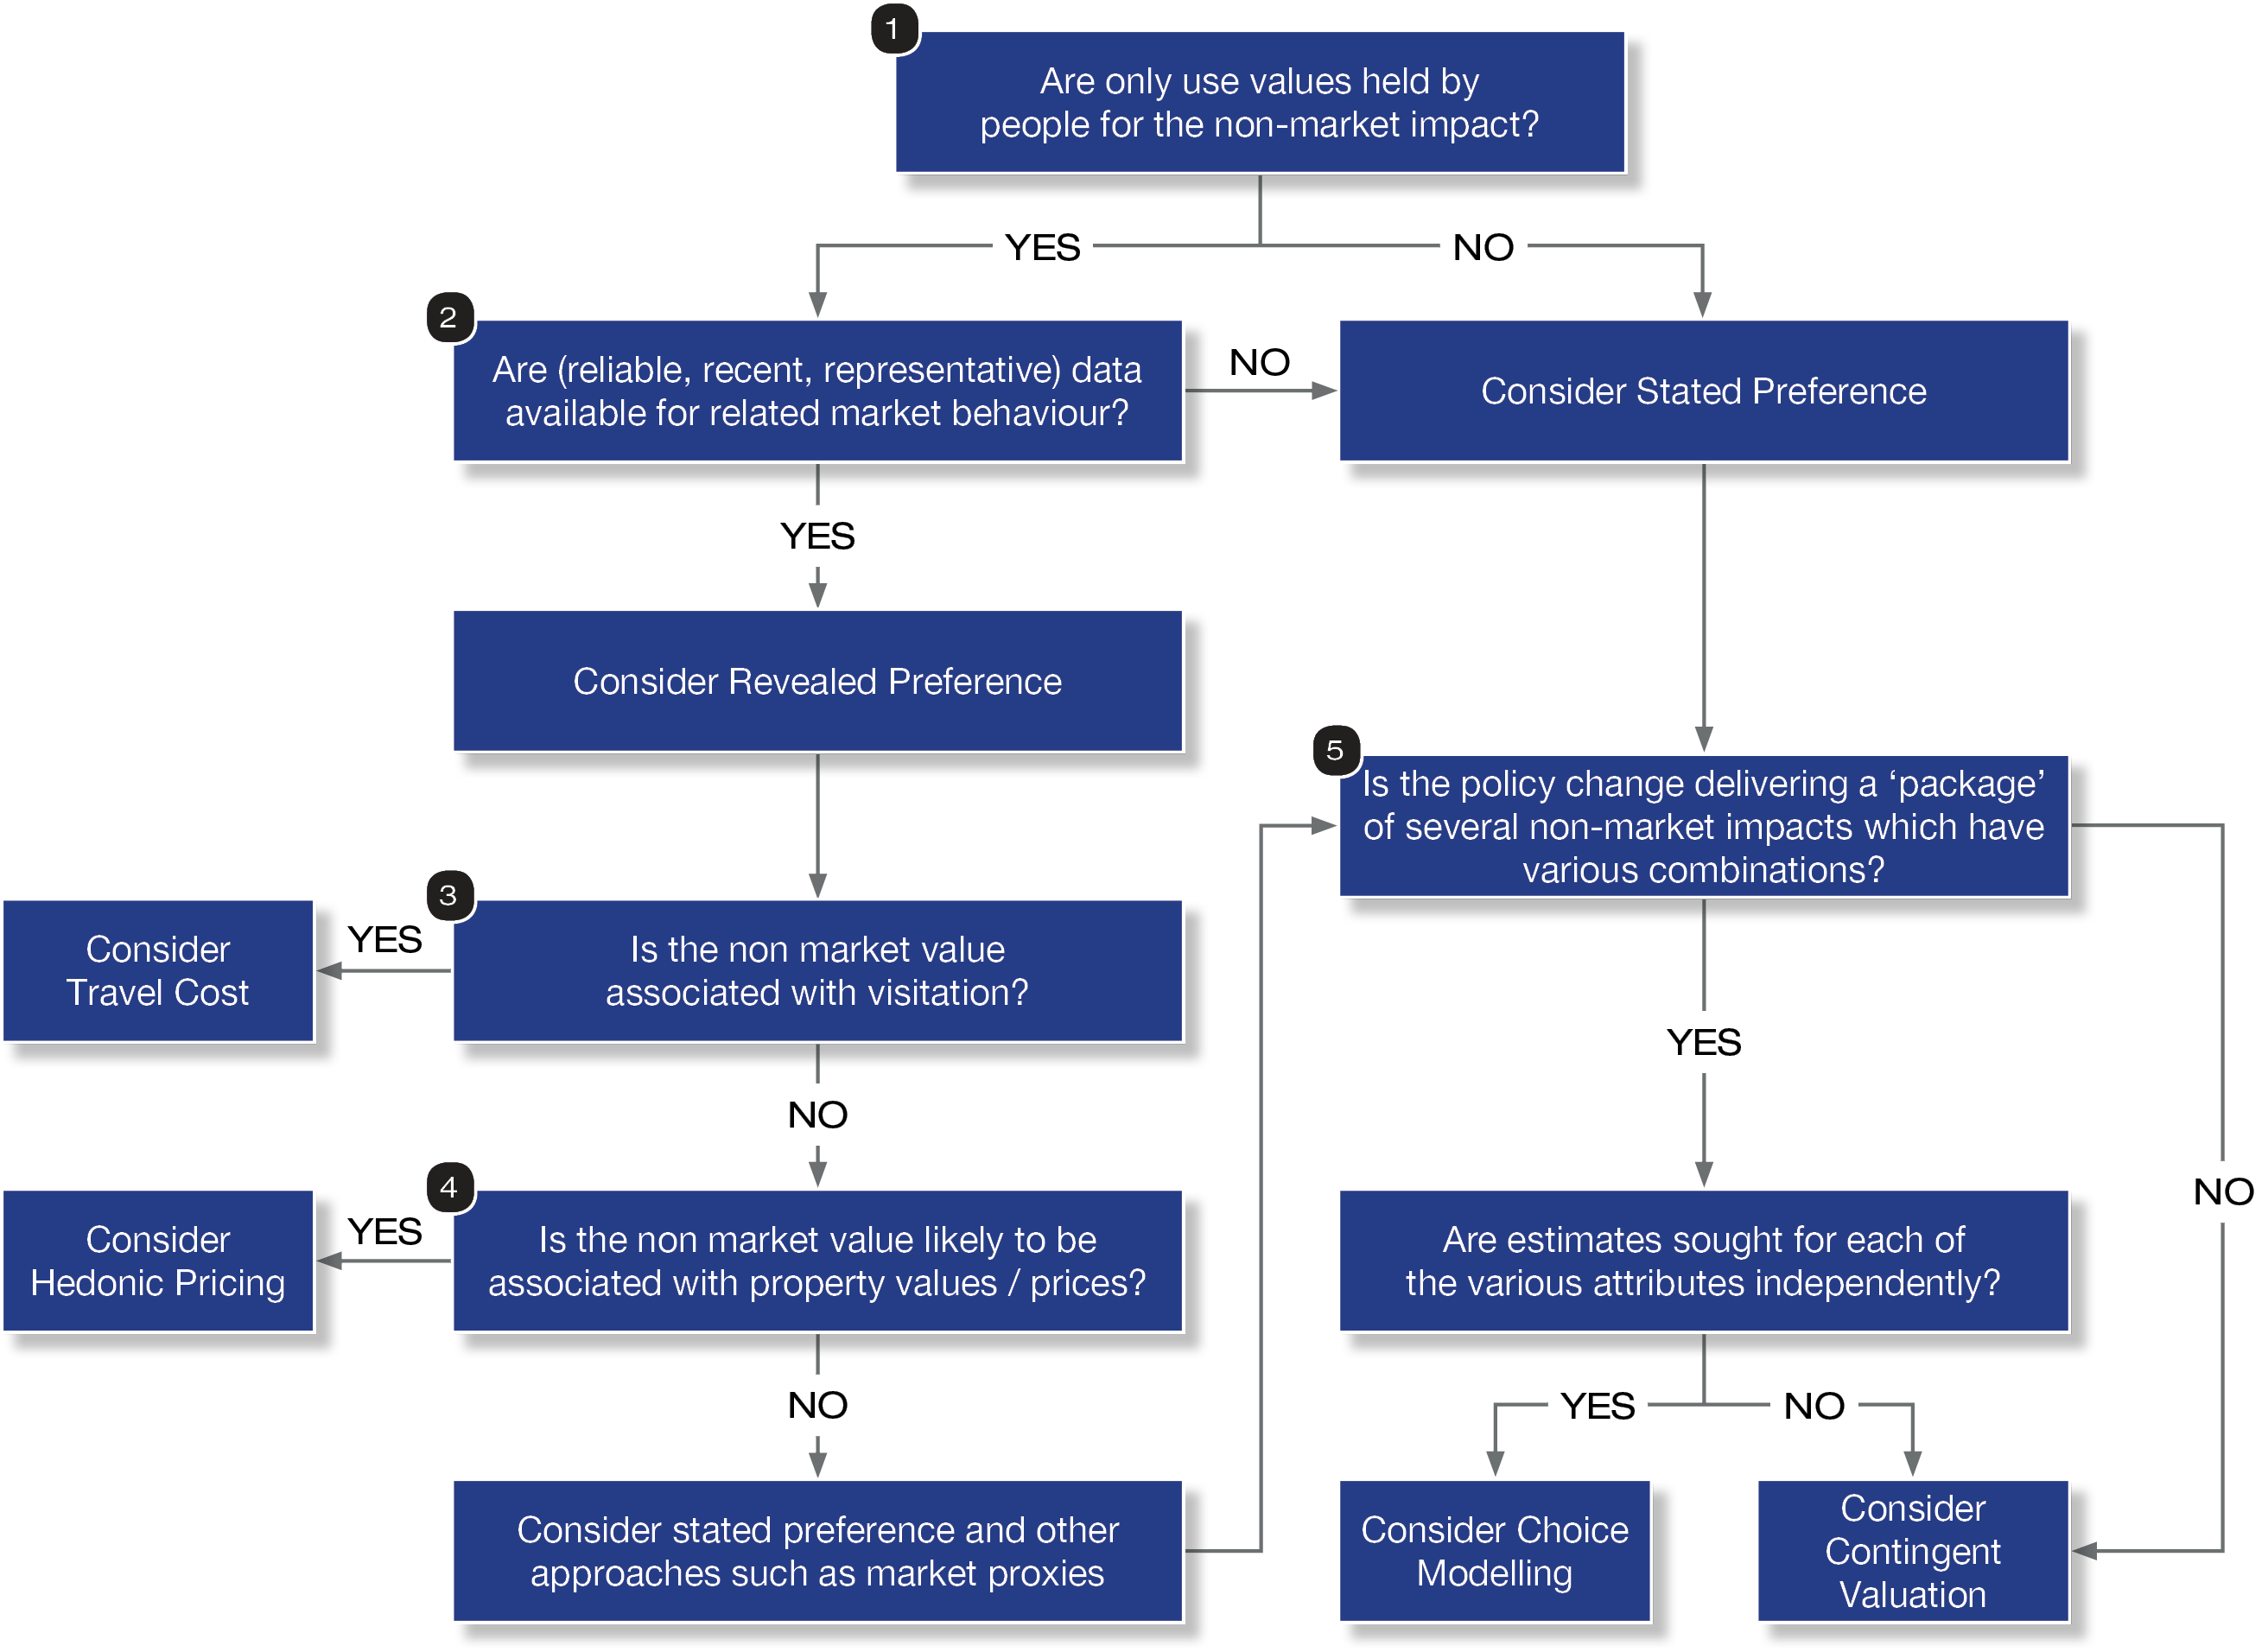 1
Are only use values held by
people for the non-market impact?
YES
NO
2
Are (reliable, recent, representative) data
available for related market behaviour?
NO
Consider Stated Preference
YES
Consider Revealed Preference
5
Is the policy change delivering a ‘package’
of several non-market impacts which have
various combinations?
3
Is the non market value
associated with visitation?
YES
Consider
Travel Cost
NO
YES
NO
4
Is the non market value likely to be
associated with property values / prices?
YES
Consider
Hedonic Pricing
Are estimates sought for each of
the various attributes independently?
NO
YES
NO
Consider stated preference and other
approaches such as market proxies
Consider Choice
Modelling
Consider
Contingent
Valuation